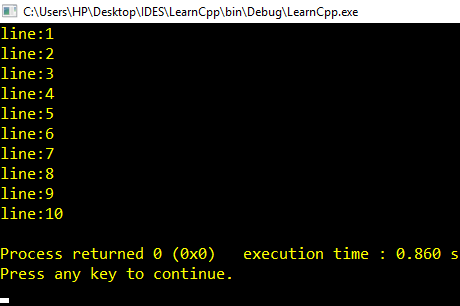 C:\Users\HP\Desktop\IDES\LearnCpp\bin\Debug\LearnCpp.exe
line:1
line:2
line:3
line:4
line:5
line:6
line:7
line:8
line:9
line:10
Process returned 0 (0x0)   execution time : 0.860 s
Press any key to continue.